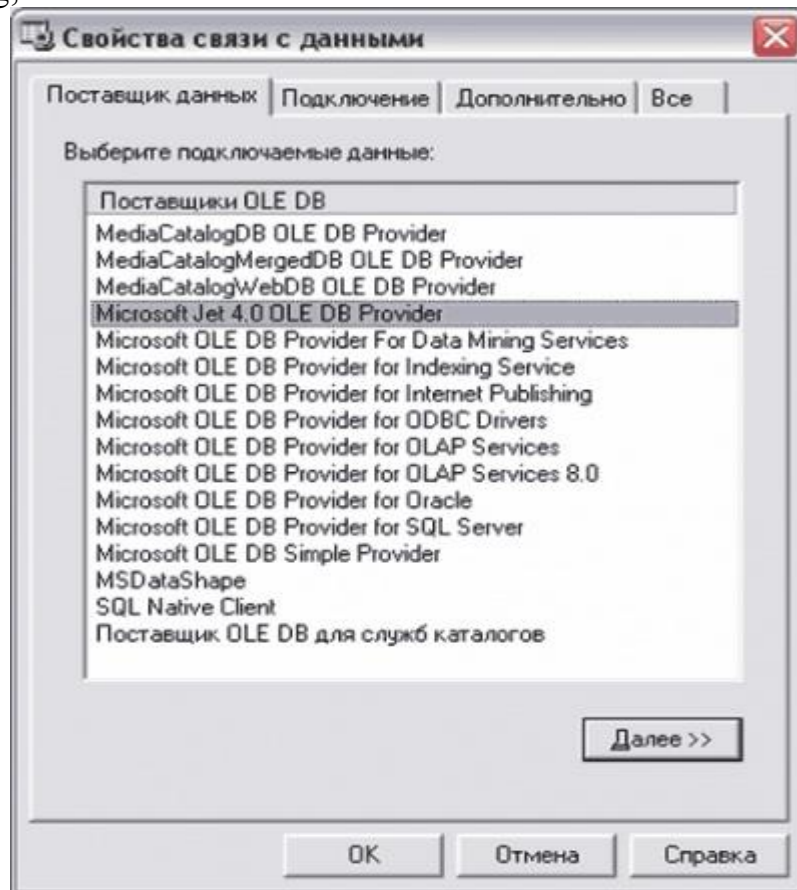 Свойства связи с данными
Поставщик данных Подключение Дополнительно Все
Выберите подключаемые данные:
Поставщики OLE DB
MediaCatalogDB OLE DB Provider
MediaCatalogMergedDB OLE DB Provider
MediaCatalogWebDB OLE DB Provider
Microsoft Jet 4.0 OLE DB Provider
Microsoft OLE DB Provider For Data Mining Services
Microsoft OLE DB Provider for Indexing Service
Microsoft OLE DB Provider for Internet Publishing
Microsoft OLE DB Provider for ODBC Drivers
Microsoft OLE DB Provider for OLAP Services
Microsoft OLE DB Provider for OLAP Services 8.0
Microsoft OLE DB Provider for Oracle
Microsoft OLE DB Provider for SQL Server
Microsoft OLE DB Simple Provider
MSDataShape
SQL Native Client
Поставщик OLE DB для служб каталогов
Далее >>
OK Отмена Справка